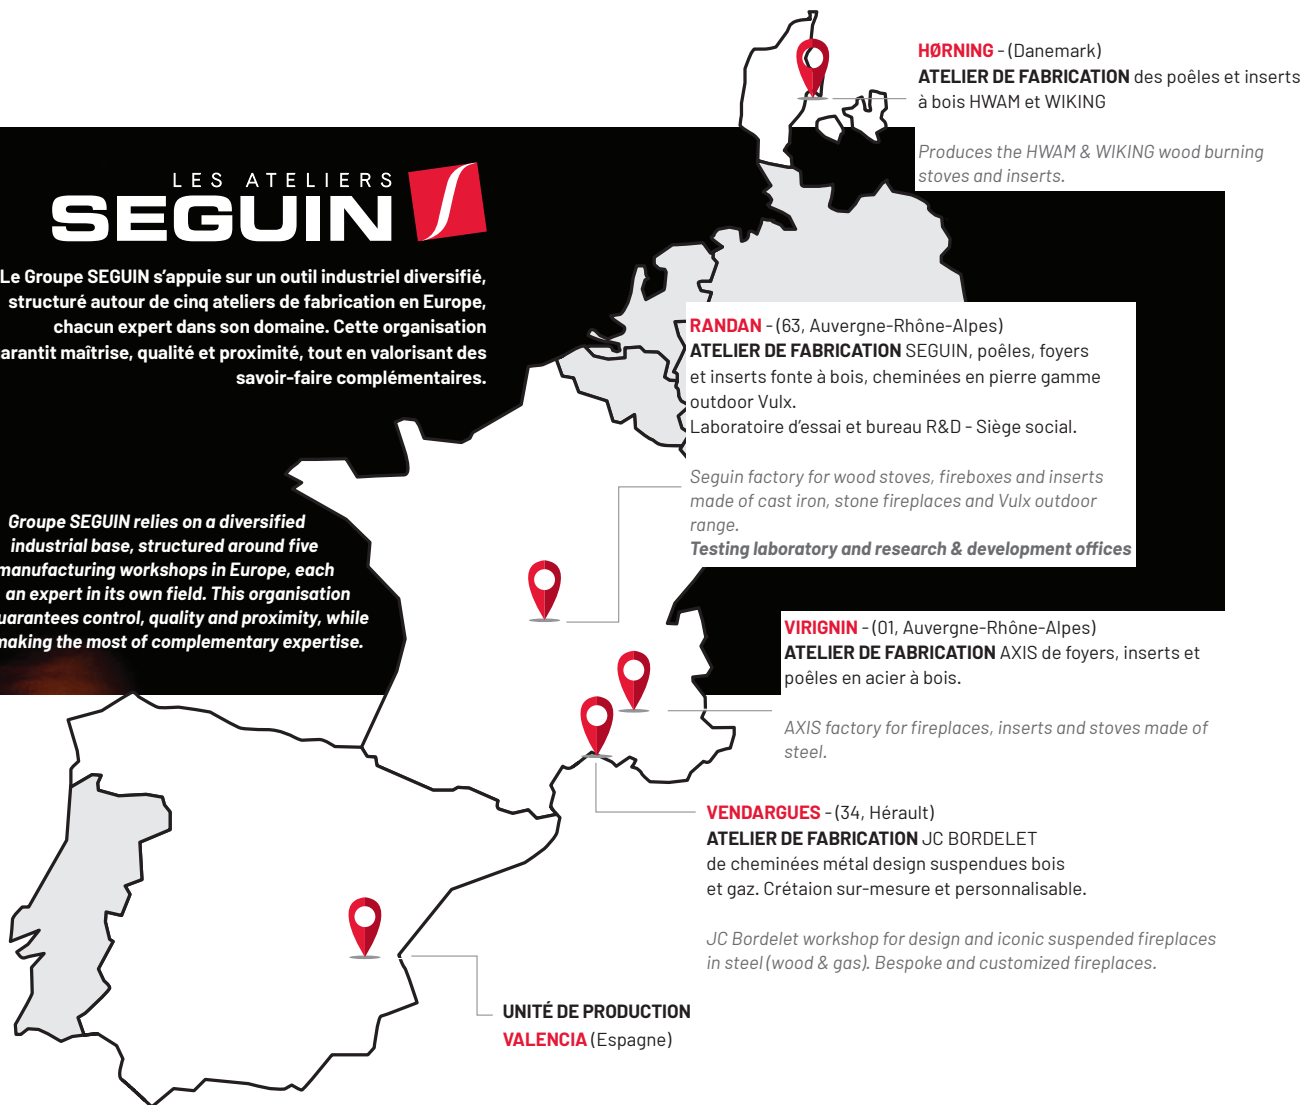 LES ATELIERS
SEGUIN
Le Groupe SEGUIN s’appuie sur un outil industriel diversifié,
structuré autour de cinq ateliers de fabrication en Europe,
chacun expert dans son domaine. Cette organisation
arantit maîtrise, qualité et proximité, tout en valorisant des
savoir-faire complémentaires.
Groupe SEGUIN relies on a diversified
industrial base, structured around five
manufacturing workshops in Europe, each
an expert in its own field. This organisation
uarantees control, quality and proximity, while
making the most of complementary expertise.
HØRNING - (Danemark)
ATELIER DE FABRICATION des poêles et inserts
à bois HWAM et WIKING
Produces the HWAM & WIKING wood burning
stoves and inserts.
RANDAN - (63, Auvergne-Rhône-Alpes)
ATELIER DE FABRICATION SEGUIN, poêles, foyers
et inserts fonte à bois, cheminées en pierre gamme
outdoor Vulx.
Laboratoire d’essai et bureau R&D - Siège social.
Seguin factory for wood stoves, fireboxes and inserts
made of cast iron, stone fireplaces and Vulx outdoor
range.
Testing laboratory and research & development offices
VIRIGNIN - (01, Auvergne-Rhône-Alpes)
ATELIER DE FABRICATION AXIS de foyers, inserts et
poêles en acier à bois.
AXIS factory for fireplaces, inserts and stoves made of
steel.
VENDARGUES - (34, Hérault)
ATELIER DE FABRICATION JC BORDELET
de cheminées métal design suspendues bois
et gaz. Crétaion sur-mesure et personnalisable.
JC Bordelet workshop for design and iconic suspended fireplaces
in steel (wood & gas). Bespoke and customized fireplaces.
UNITÉ DE PRODUCTION
VALENCIA (Espagne)